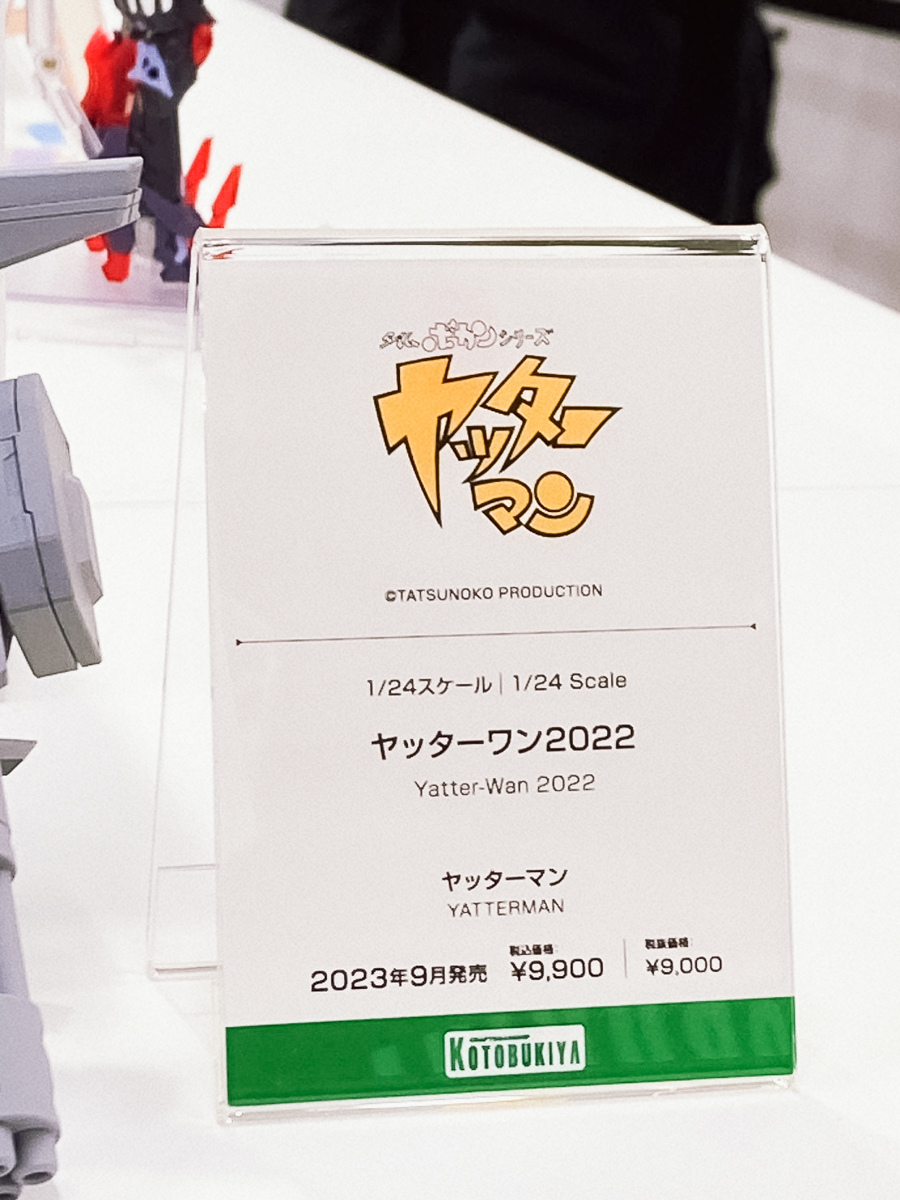 タイムボカンシリーズ
ヤッターマン
©TATSUNOKO PRODUCTION
1/24スケール | 1/24 Scale
ヤッターワン2022
Yatter-Wan 2022
ヤッターマン
YATTERMAN
2023年9月発売 税込価格: ¥9,900 税抜価格: ¥9,000
KOTOBUKIYA